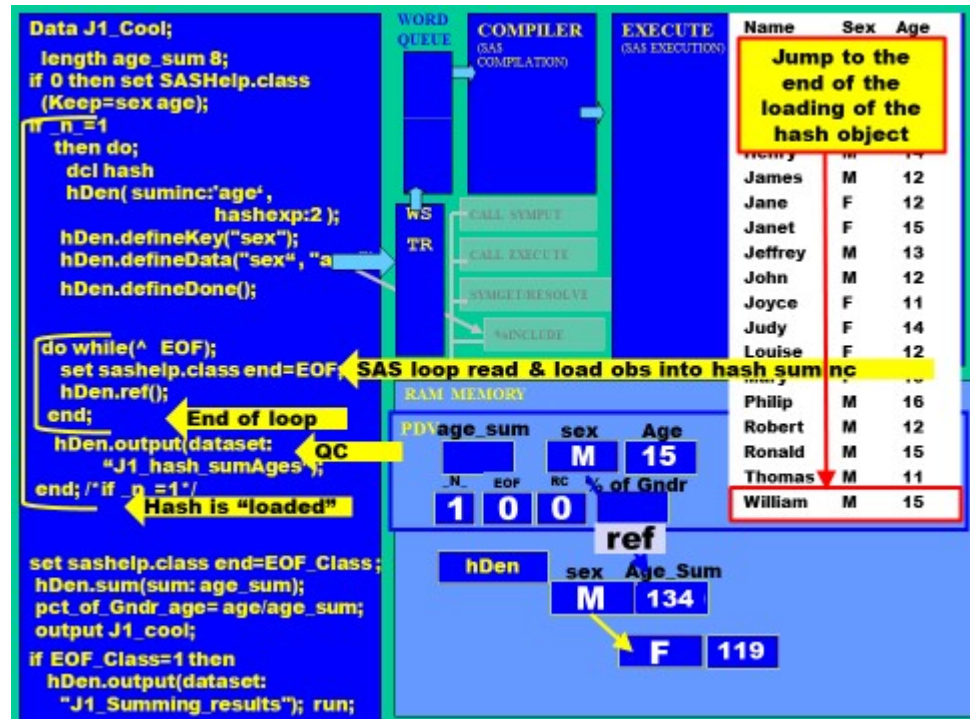 Data J1_Cool;
length age_sum 8;
if 0 then set SASHelp.class
(Keep=sex age);
if _n_=1
then do;
dcl hash
hDen( suminc:'age‘,
hashexp:2 );
hDen.defineKey("sex");
hDen.defineData("sex“,
hDen.defineDone();
do while(^ EOF);
set sashelp.class end=EOF;
hDen.ref();
end;
End of loop
hDen.output(dataset:
"J1_hash_sumAges");
QC
end; /*if _n_=1*/
Hash is “loaded”
set sashelp.class end=EOF_Class;
hDen.sum(sum: age_sum);
pct_of_Gndr_age= age/age_sum;
output J1_cool;
if EOF_Class=1 then
hDen.output(dataset:
"J1_Summing_results"); run;
WORD
QUEUE
COMPILER
(SAS
COMPILATION)
EXECUTE
(SAS EXECUTION)
WS
TR
CALL SYMPUT
CALL EXECUTE
SYMGET/RESOLVE
%INCLUDE
SAS loop read & load obs into hash suminc
Name Sex Age
Jump to the
end of the
loading of the
hash object
Henry M 14
James M 12
Jane F 12
Janet F 15
Jeffrey M 13
John M 12
Joyce F 11
Judy F 14
Louise F 12
Philip M 16
Robert M 12
Ronald M 15
Thomas M 11
William M 15
RAM MEMORY
PDV age_sum sex Age
M 15
_N_ EOF RC % of Gndr
1 0 0
ref
hDen sex Age_Sum
M 134
F 119